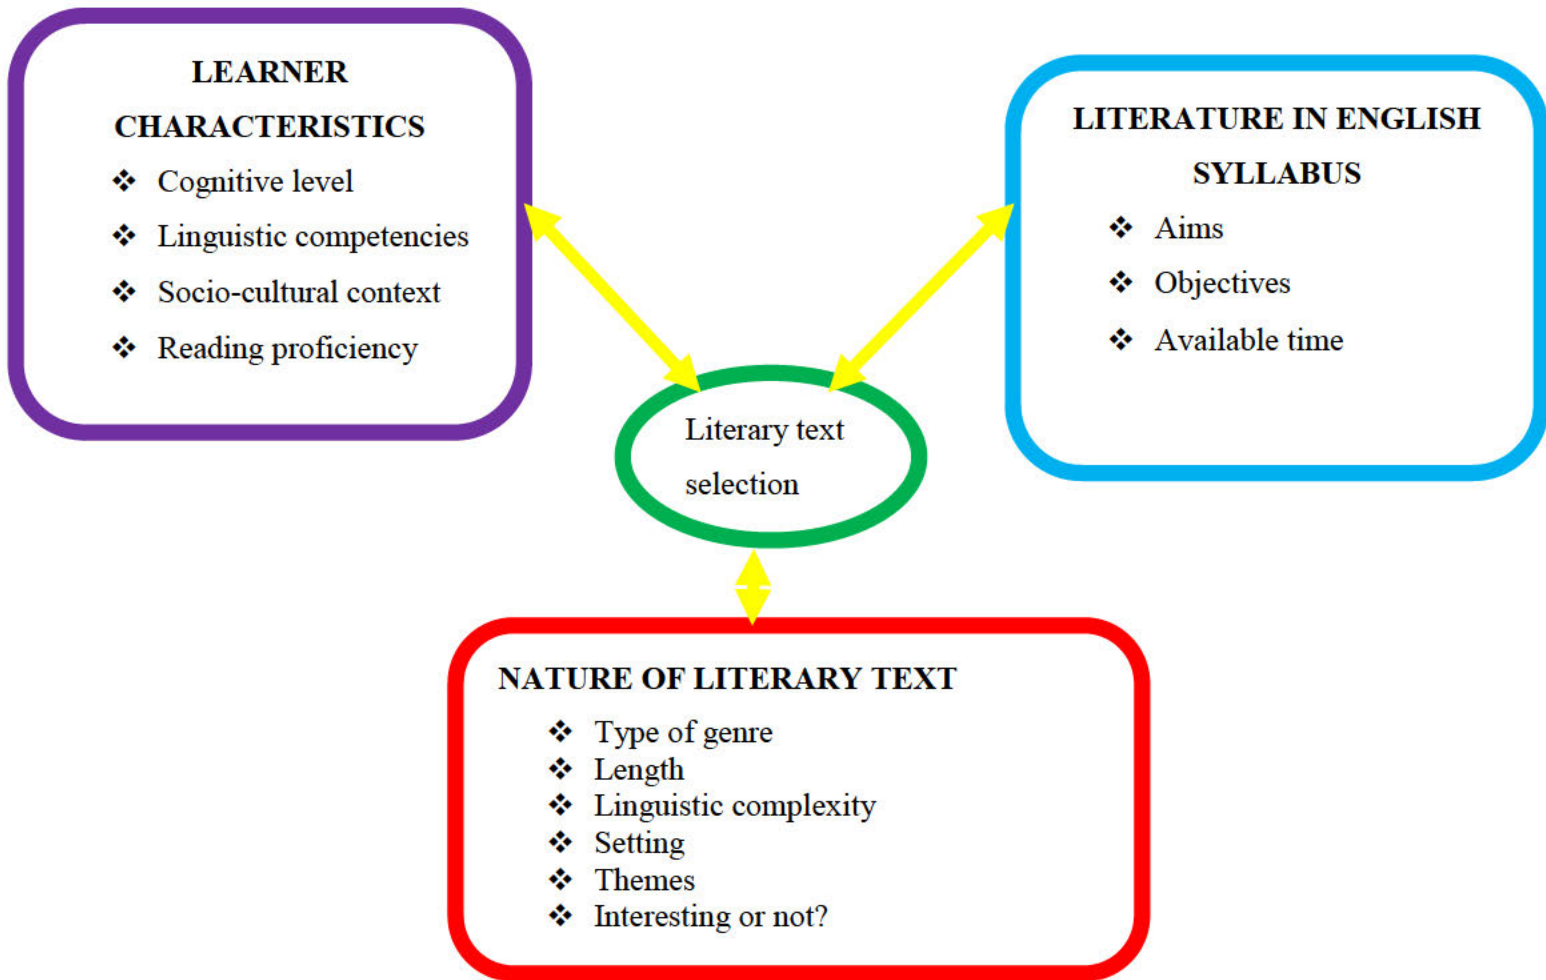 LEARNER
CHARACTERISTICS
❖ Cognitive level
❖ Linguistic competencies
❖ Socio-cultural context
❖ Reading proficiency
LITERATURE IN ENGLISH
SYLLABUS
❖ Aims
❖ Objectives
❖ Available time
Literary text
selection
NATURE OF LITERARY TEXT
❖ Type of genre
❖ Length
❖ Linguistic complexity
❖ Setting
❖ Themes
❖ Interesting or not?